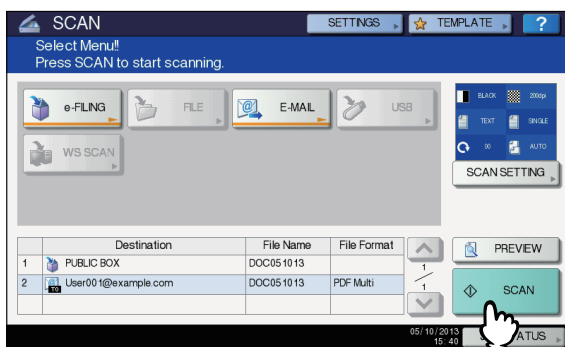 SCAN
SETTINGS
TEMPLATE
?
Select Menu!!
Press SCAN to start scanning.
e-FILING
FILE
E-MAIL
USB
WS SCAN
BLACK
200dpi
TEXT
SINGLE
00
AUTO
SCAN SETTING
Destination File Name File Format
1 PUBLIC BOX DOC051013
2 TO User001@example.com DOC051013 PDF Multi
1
1
PREVIEW
SCAN
05/10/2013
15:40